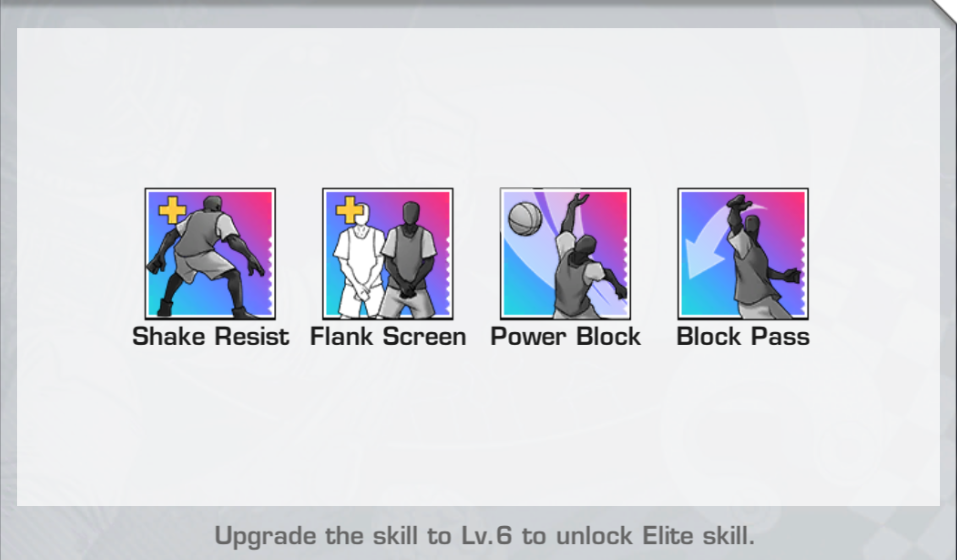 Shake Resist Flank Screen Power Block Block Pass
Upgrade the skill to Lv.6 to unlock Elite skill.